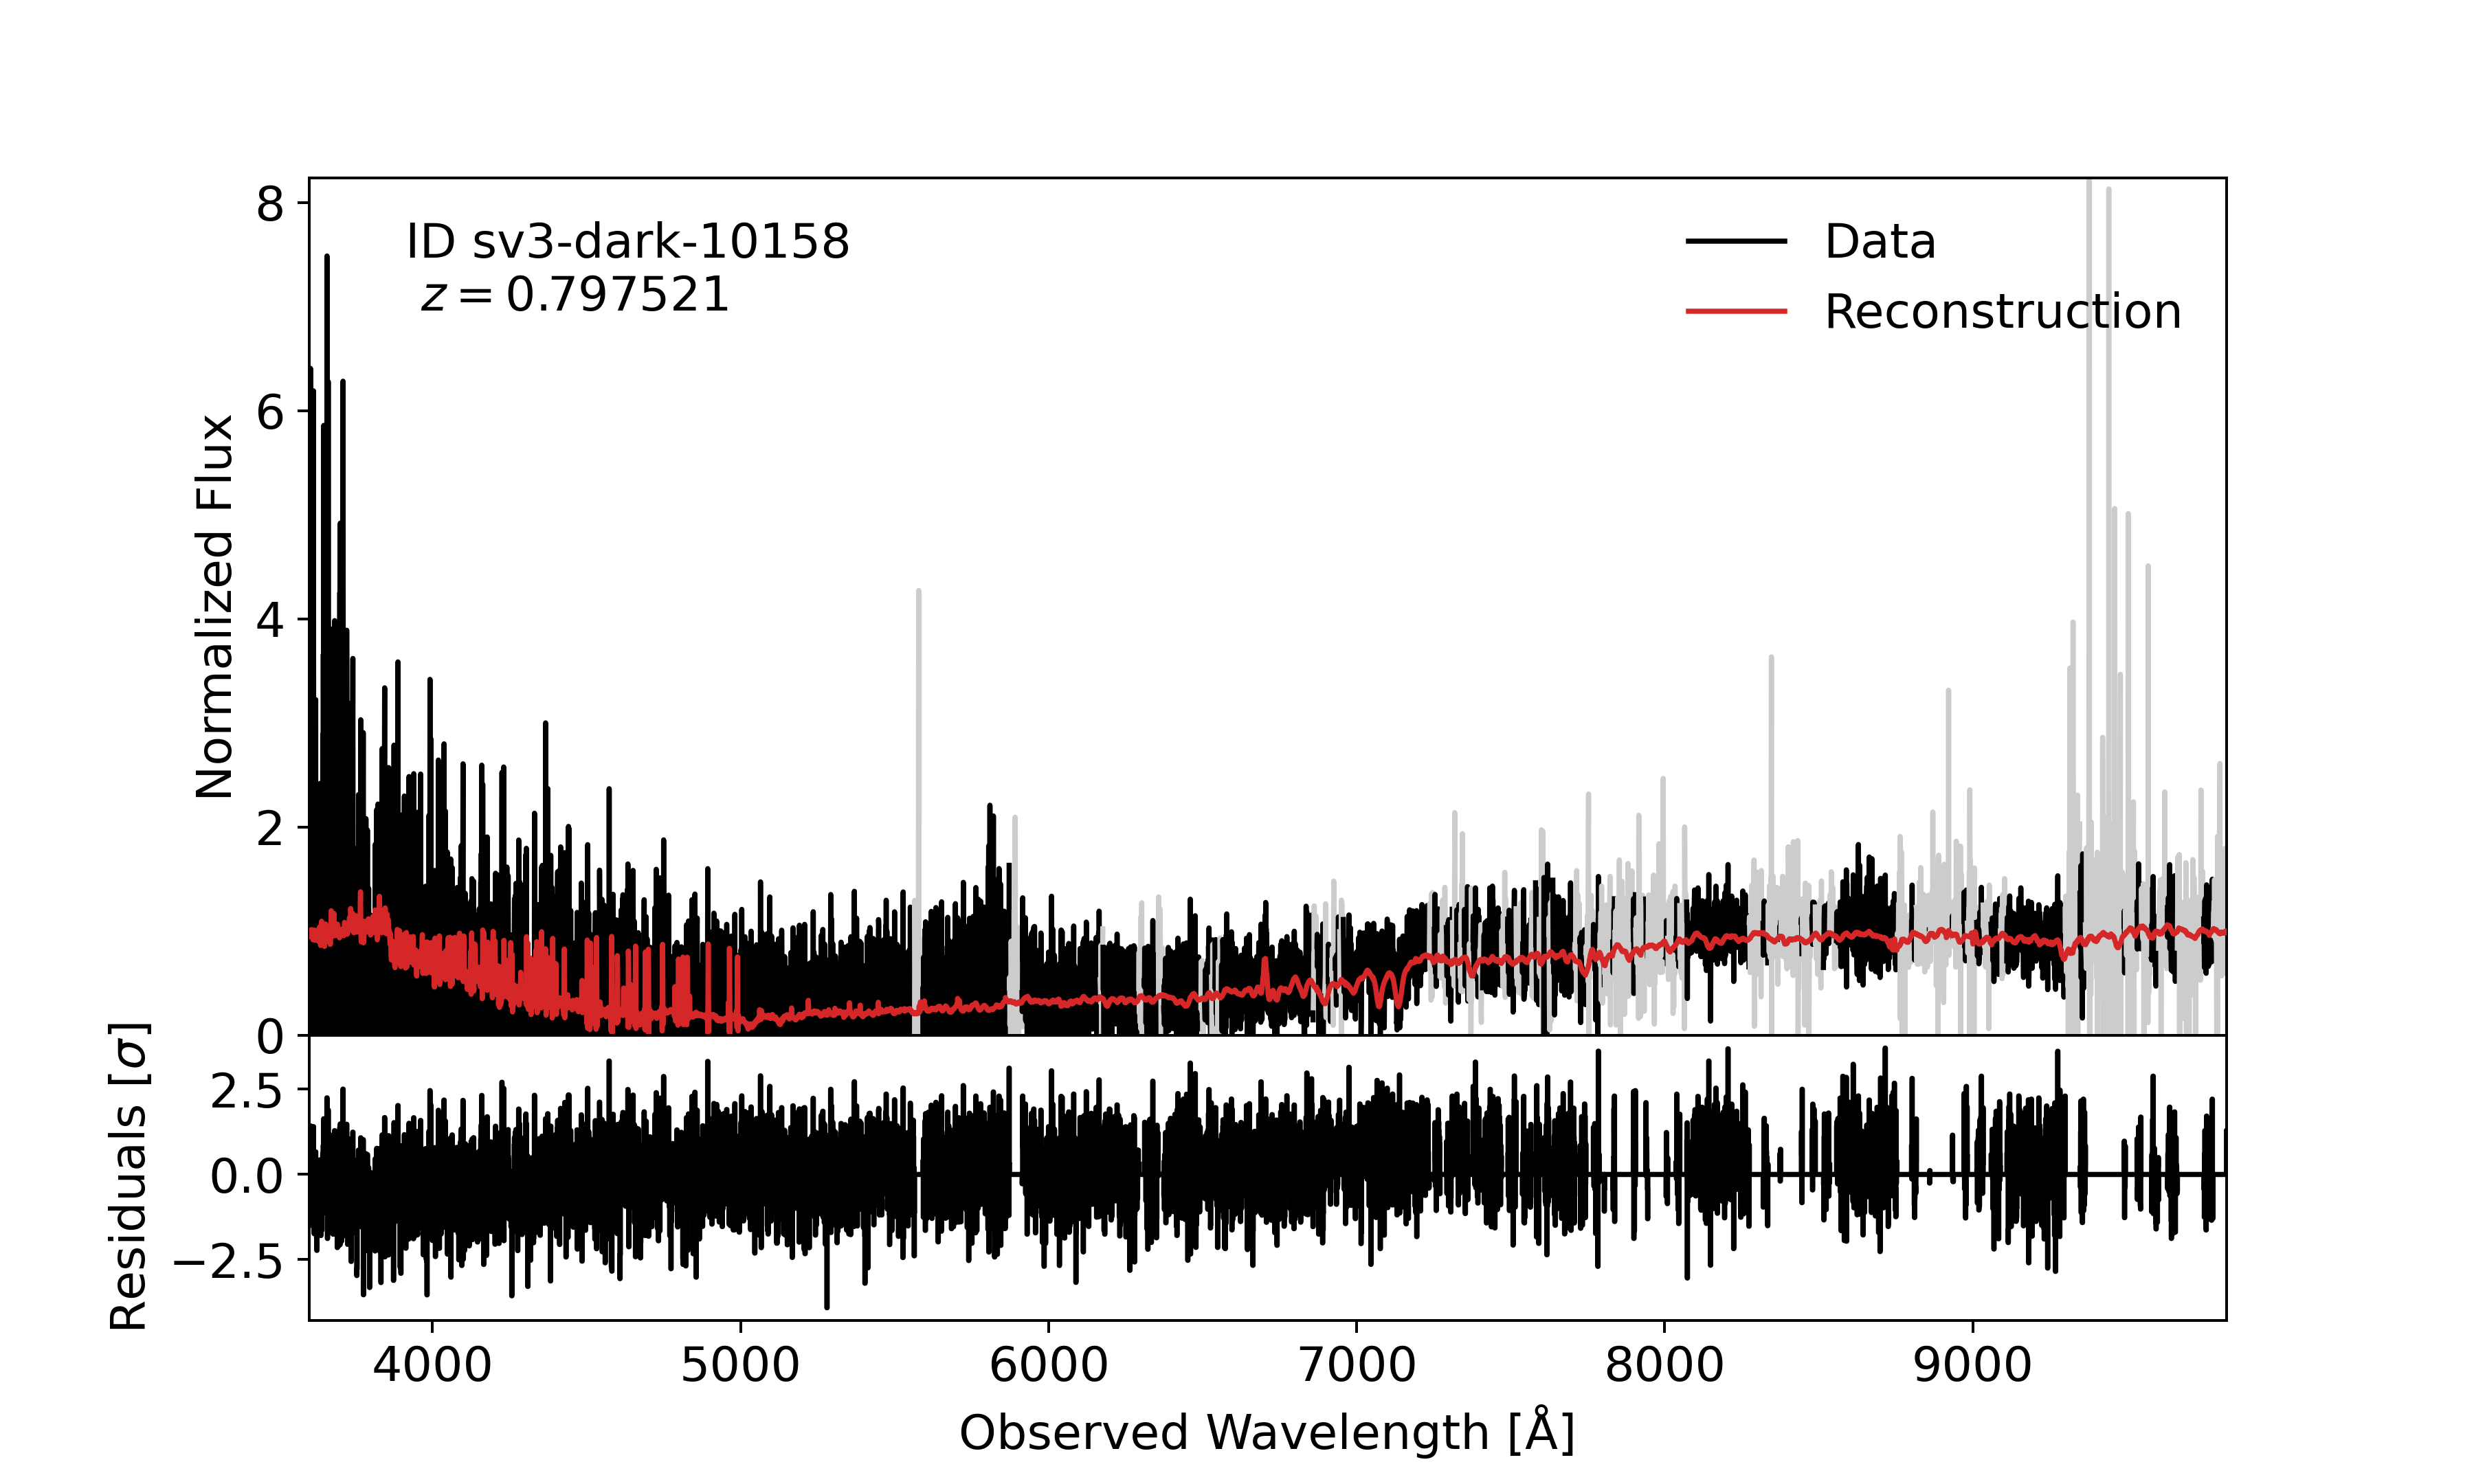 ID sv3-dark-10158
z = 0.797521
Data
Reconstruction
Normalized Flux
8
6
4
2
0
Residuals [σ]
2.5
0.0
−2.5
4000 5000 6000 7000 8000 9000
Observed Wavelength [Å]